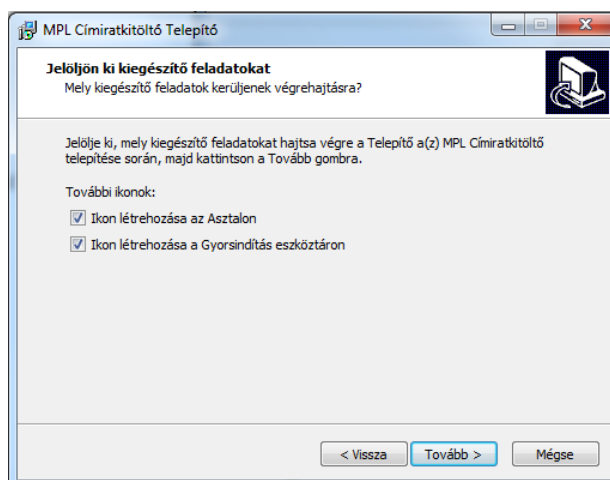 MPL Címiratkitöltő Telepítő
Jelöljön ki kiegészítő feladatokat
Mely kiegészítő feladatok kerüljenek végrehajtásra?
Jelölje ki, mely kiegészítő feladatokat hajtsa végre a Telepítő a(z) MPL Címiratkitöltő
telepítése során, majd kattintson a Tovább gombra.
További ikonok:
Ikon létrehozása az Asztalon
Ikon létrehozása a Gyorsindítás eszköztáron
< Vissza Tovább > Mégse